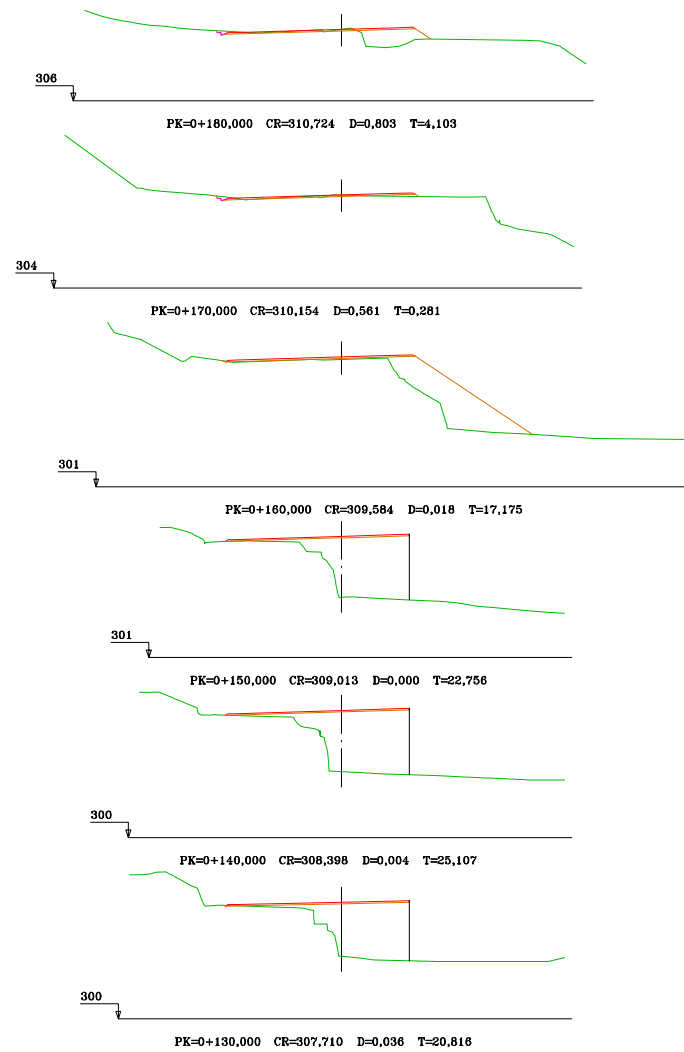 306
PK=0+180,000 CR=310,724 D=0,803 T=4,103
304
PK=0+170,000 CR=310,154 D=0,561 T=0,281
301
PK=0+160,000 CR=309,584 D=0,018 T=17,175
301
PK=0+150,000 CR=309,013 D=0,000 T=22,756
300
PK=0+140,000 CR=308,398 D=0,004 T=25,107
300
PK=0+130,000 CR=307,710 D=0,036 T=20,816